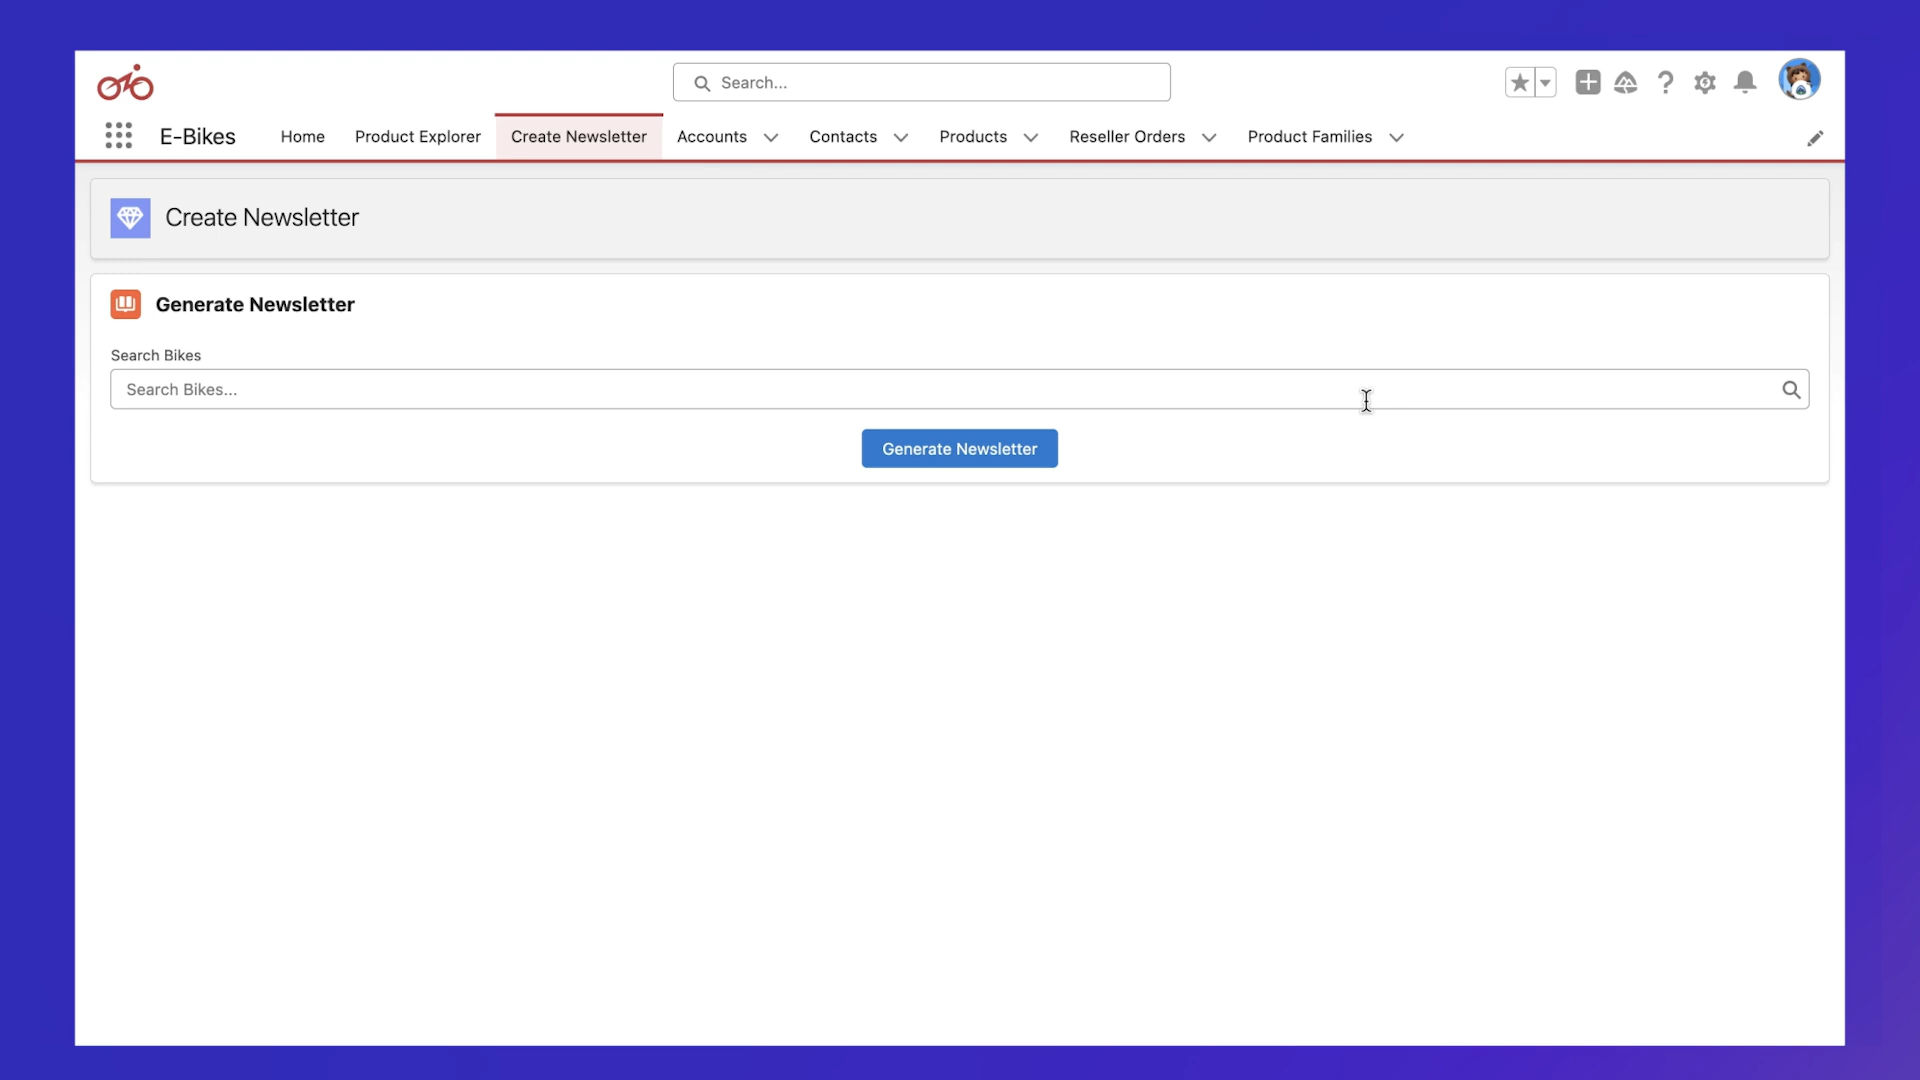 Search...
E-Bikes
Home
Product Explorer
Create Newsletter
Accounts
Contacts
Products
Reseller Orders
Product Families
Create Newsletter
Generate Newsletter
Search Bikes
Search Bikes...
Generate Newsletter